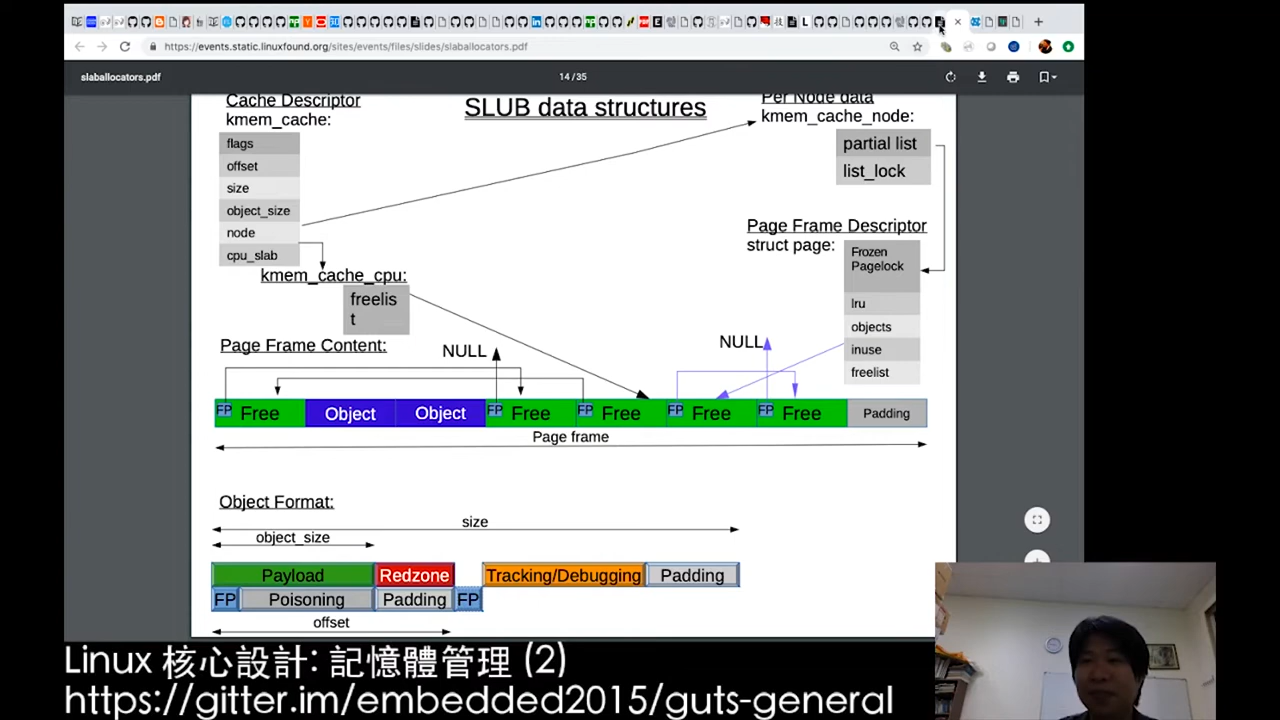 https://events.static.linuxfound.org/sites/events/files/slides/slaballocators.pdf
slaballocators.pdf
14 / 35
Cache Descriptor
kmem_cache:
flags
offset
size
object_size
node
cpu_slab
SLUB data structures
Per Node data
kmem_cache_node:
partial list
list_lock
Page Frame Descriptor
struct page:
Frozen
Pagelock
lru
objects
inuse
freelist
kmem_cache_cpu:
freelis
t
Page Frame Content:
NULL
NULL
FP Free Object Object FP Free FP Free FP Free FP Free Padding
Page frame
Object Format:
size
object_size
Payload Redzone Tracking/Debugging Padding
FP Poisoning Padding FP
offset
Linux 核心設計: 記憶體管理 (2)
https://gitter.im/embedded2015/guts-general